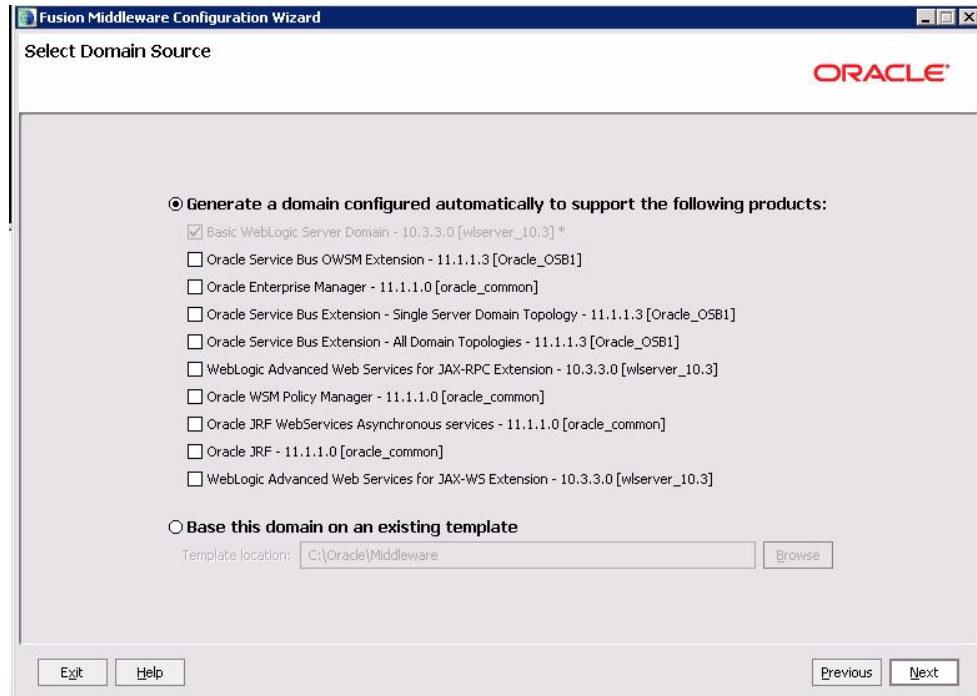 Fusion Middleware Configuration Wizard
Select Domain Source
ORACLE
Generate a domain configured automatically to support the following products:
Basic WebLogic Server Domain - 10.3.3.0 [wlserver_10.3] *
Oracle Service Bus OWSM Extension - 11.1.1.3 [Oracle_OSB1]
Oracle Enterprise Manager - 11.1.1.0 [oracle_common]
Oracle Service Bus Extension - Single Server Domain Topology - 11.1.1.3 [Oracle_OSB1]
Oracle Service Bus Extension - All Domain Topologies - 11.1.1.3 [Oracle_OSB1]
WebLogic Advanced Web Services for JAX-RPC Extension - 10.3.3.0 [wlserver_10.3]
Oracle WSM Policy Manager - 11.1.1.0 [oracle_common]
Oracle JRF WebServices Asynchronous services - 11.1.1.0 [oracle_common]
Oracle JRF - 11.1.1.0 [oracle_common]
WebLogic Advanced Web Services for JAX-WS Extension - 10.3.3.0 [wlserver_10.3]
Base this domain on an existing template
Template location: C:\Oracle\Middleware Browse
Exit Help Previous Next